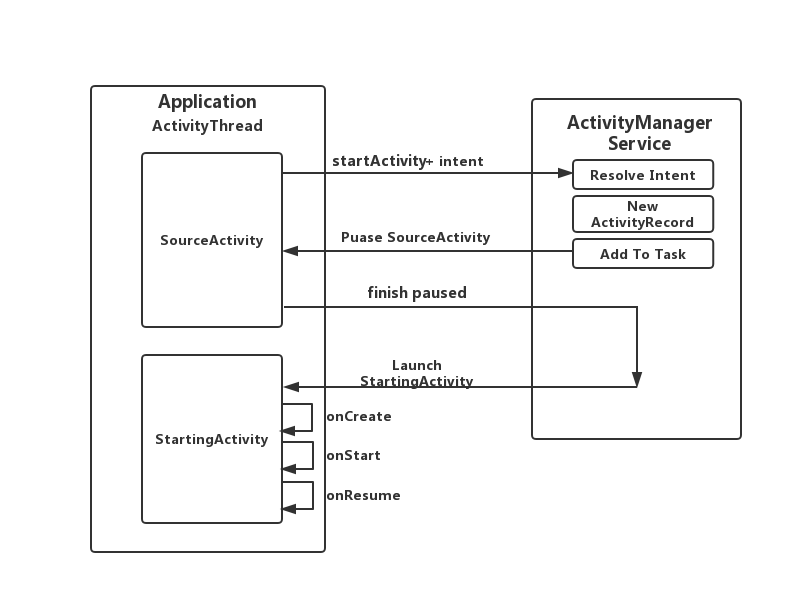 Application
ActivityThread
SourceActivity
startActivity+ intent
Puase SourceActivity
finish paused
Launch
StartingActivity
StartingActivity
onCreate
onStart
onResume
ActivityManager
Service
Resolve Intent
New
ActivityRecord
Add To Task